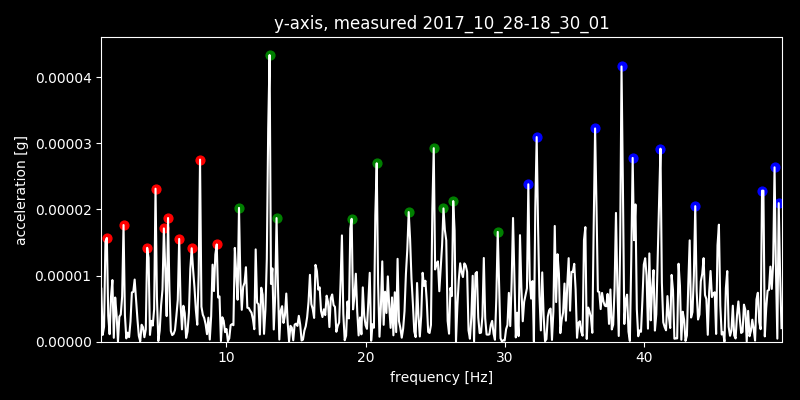 y-axis, measured 2017_10_28-18_30_01
acceleration [g]
0.00004
0.00003
0.00002
0.00001
0.00000
10 20 30 40
frequency [Hz]